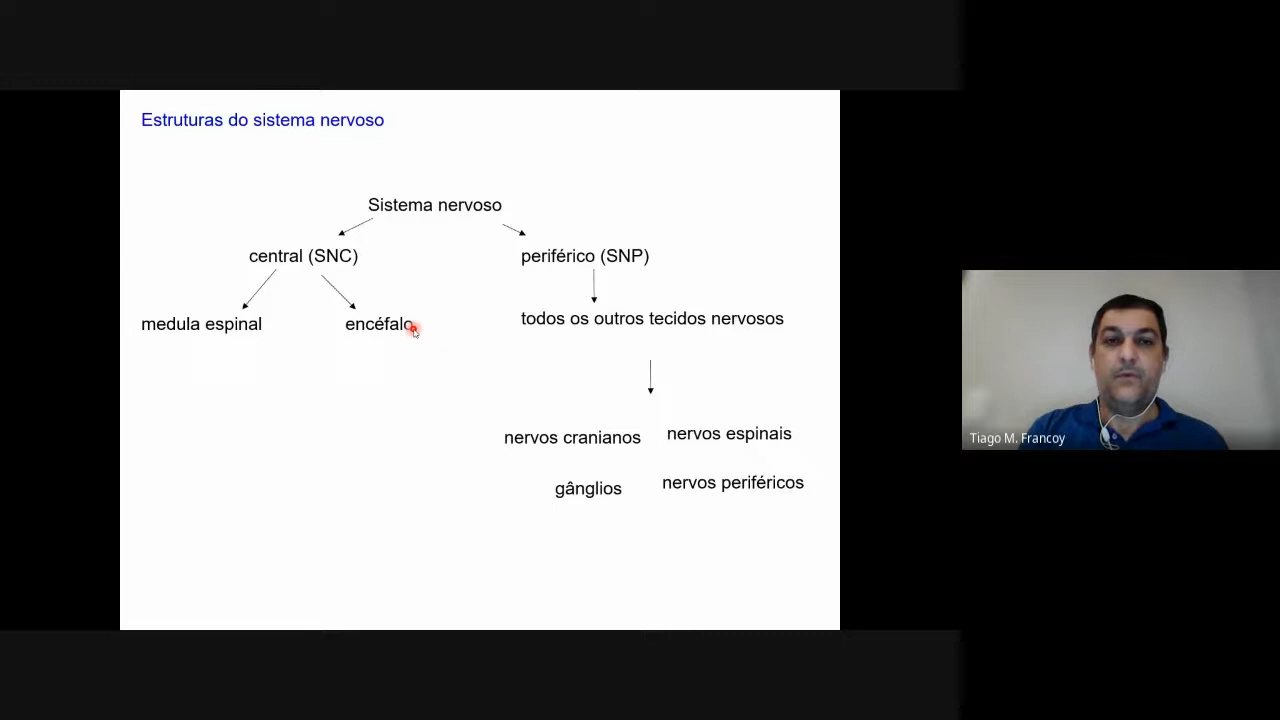 Estruturas do sistema nervoso
Sistema nervoso
central (SNC)
periférico (SNP)
medula espinal
encéfalo
todos os outros tecidos nervosos
nervos cranianos
nervos espinais
gânglios
nervos periféricos
Tiago M. Francoy